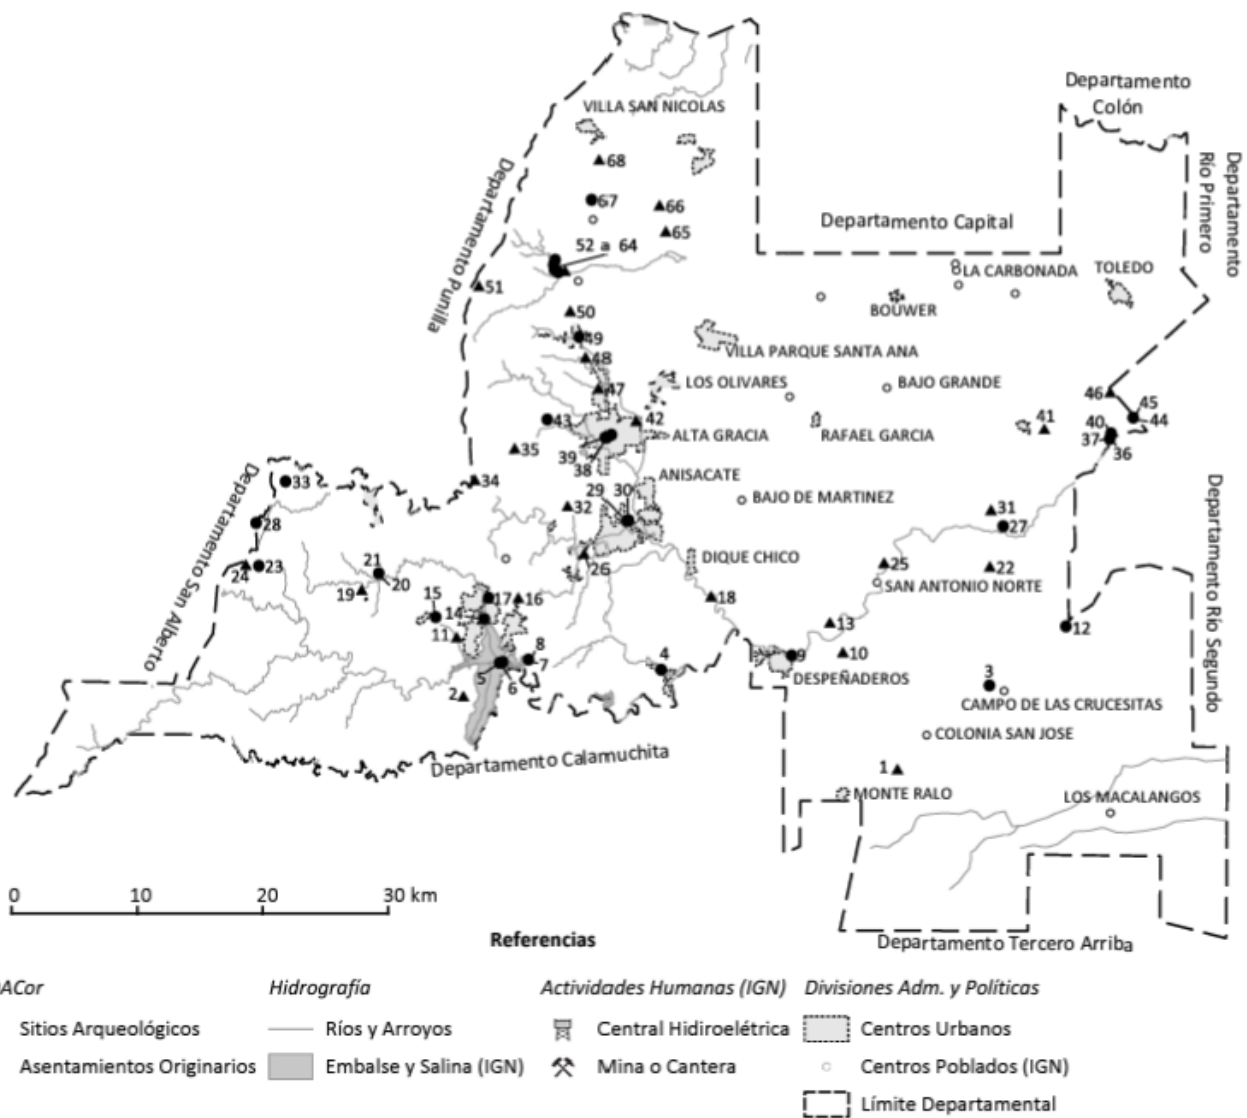 Departamento
Colón
VILLA SAN NICOLAS
68
Departamento Punilla
67
66
Departamento Capital
65
Departamento
Río Primero
52 a 64
LA CARBONADA
TOLEDO
51
BOUWER
50
49
VILLA PARQUE SANTA ANA
48
LOS OLIVARES
BAJO GRANDE
47
46
45
43
42
41
40
44
ALTA GRACIA
RAFAEL GARCIA
39
37
36
38
35
34
33
ANISACATE
29
30
BAJO DE MARTINEZ
Departamento Río Segundo
32
31
28
27
Departamento San Alberto
26
DIQUE CHICO
25
24
23
21
20
22
SAN ANTONIO NORTE
19
15
17
16
18
14
13
12
11
8
7
4
9
10
5
6
3
DESPEÑADEROS
2
CAMPO DE LAS CRUCESITAS
COLONIA SAN JOSE
Departamento Calamuchita
1
MONTE RALO
LOS MACALANGOS
0
10
20
30 km
Referencias
Departamento Tercero Arriba
ACor
Hidrografía
Actividades Humanas (IGN)
Divisiones Adm. y Políticas
Sitios Arqueológicos
Ríos y Arroyos
Central Hidiroelétrica
Centros Urbanos
Asentamientos Originarios
Embalse y Salina (IGN)
Mina o Cantera
Centros Poblados (IGN)
Límite Departamental